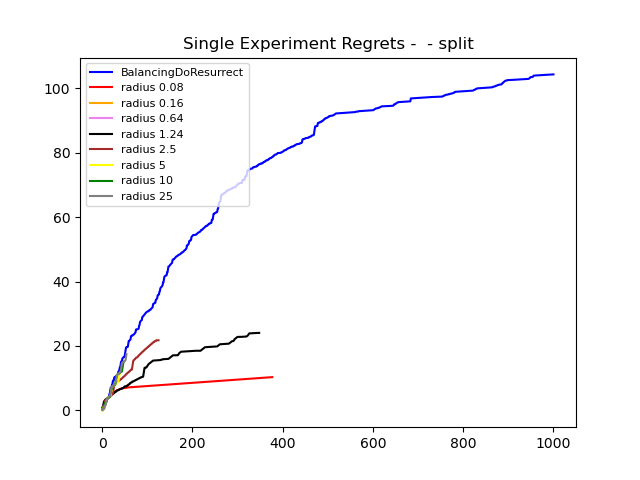 Single Experiment Regrets -  - split
BalancingDoResurrect
radius 0.08
radius 0.16
radius 0.64
radius 1.24
radius 2.5
radius 5
radius 10
radius 25
100
80
60
40
20
0
0 200 400 600 800 1000